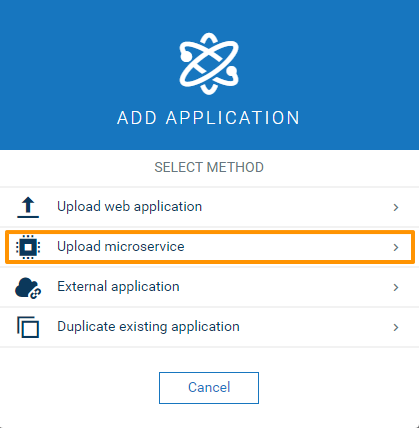 ADD APPLICATION
SELECT METHOD
Upload web application
Upload microservice
External application
Duplicate existing application
Cancel